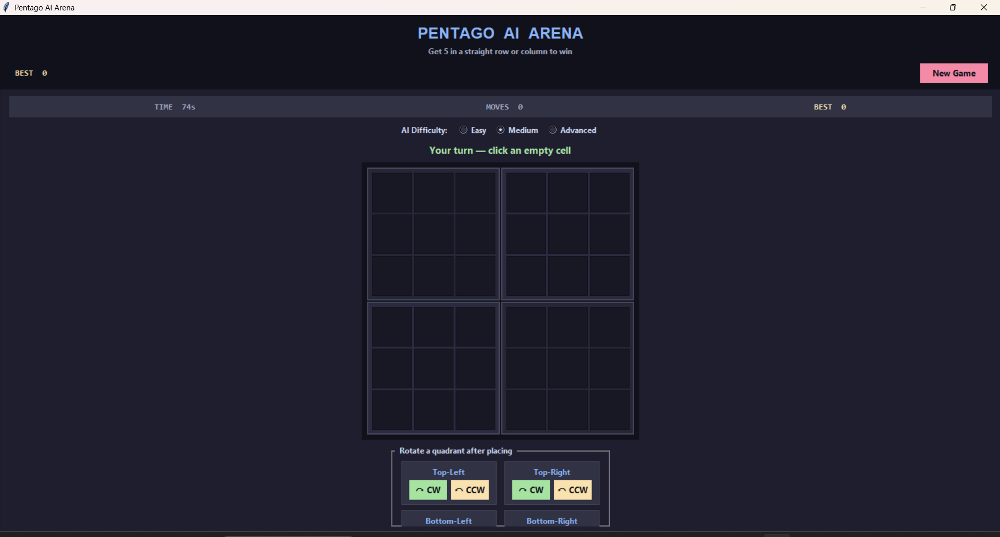 Pentago AI Arena
PENTAGO AI ARENA
Get 5 in a straight row or column to win
BEST 0
New Game
TIME 74s MOVES 0 BEST 0
AI Difficulty: Easy Medium Advanced
Your turn — click an empty cell
Rotate a quadrant after placing
Top-Left Top-Right
CW CCW CW CCW
Bottom-Left Bottom-Right